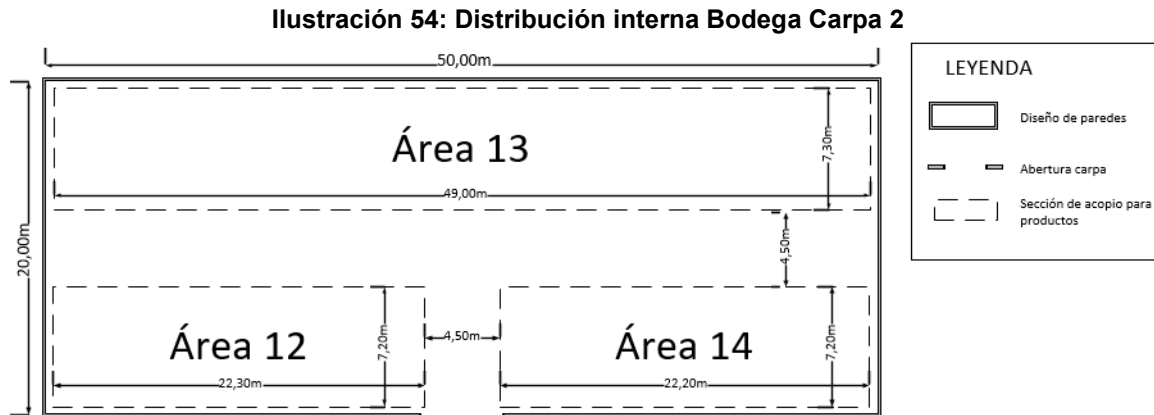 Ilustración 54: Distribución interna Bodega Carpa 2
50,00m
LEYENDA
Diseño de paredes
Abertura carpa
Sección de acopio para
productos
20,00m
Área 13
7,30m
49,00m
4,50m
Área 12
7,20m
22,30m
4,50m
Área 14
7,20m
22,20m